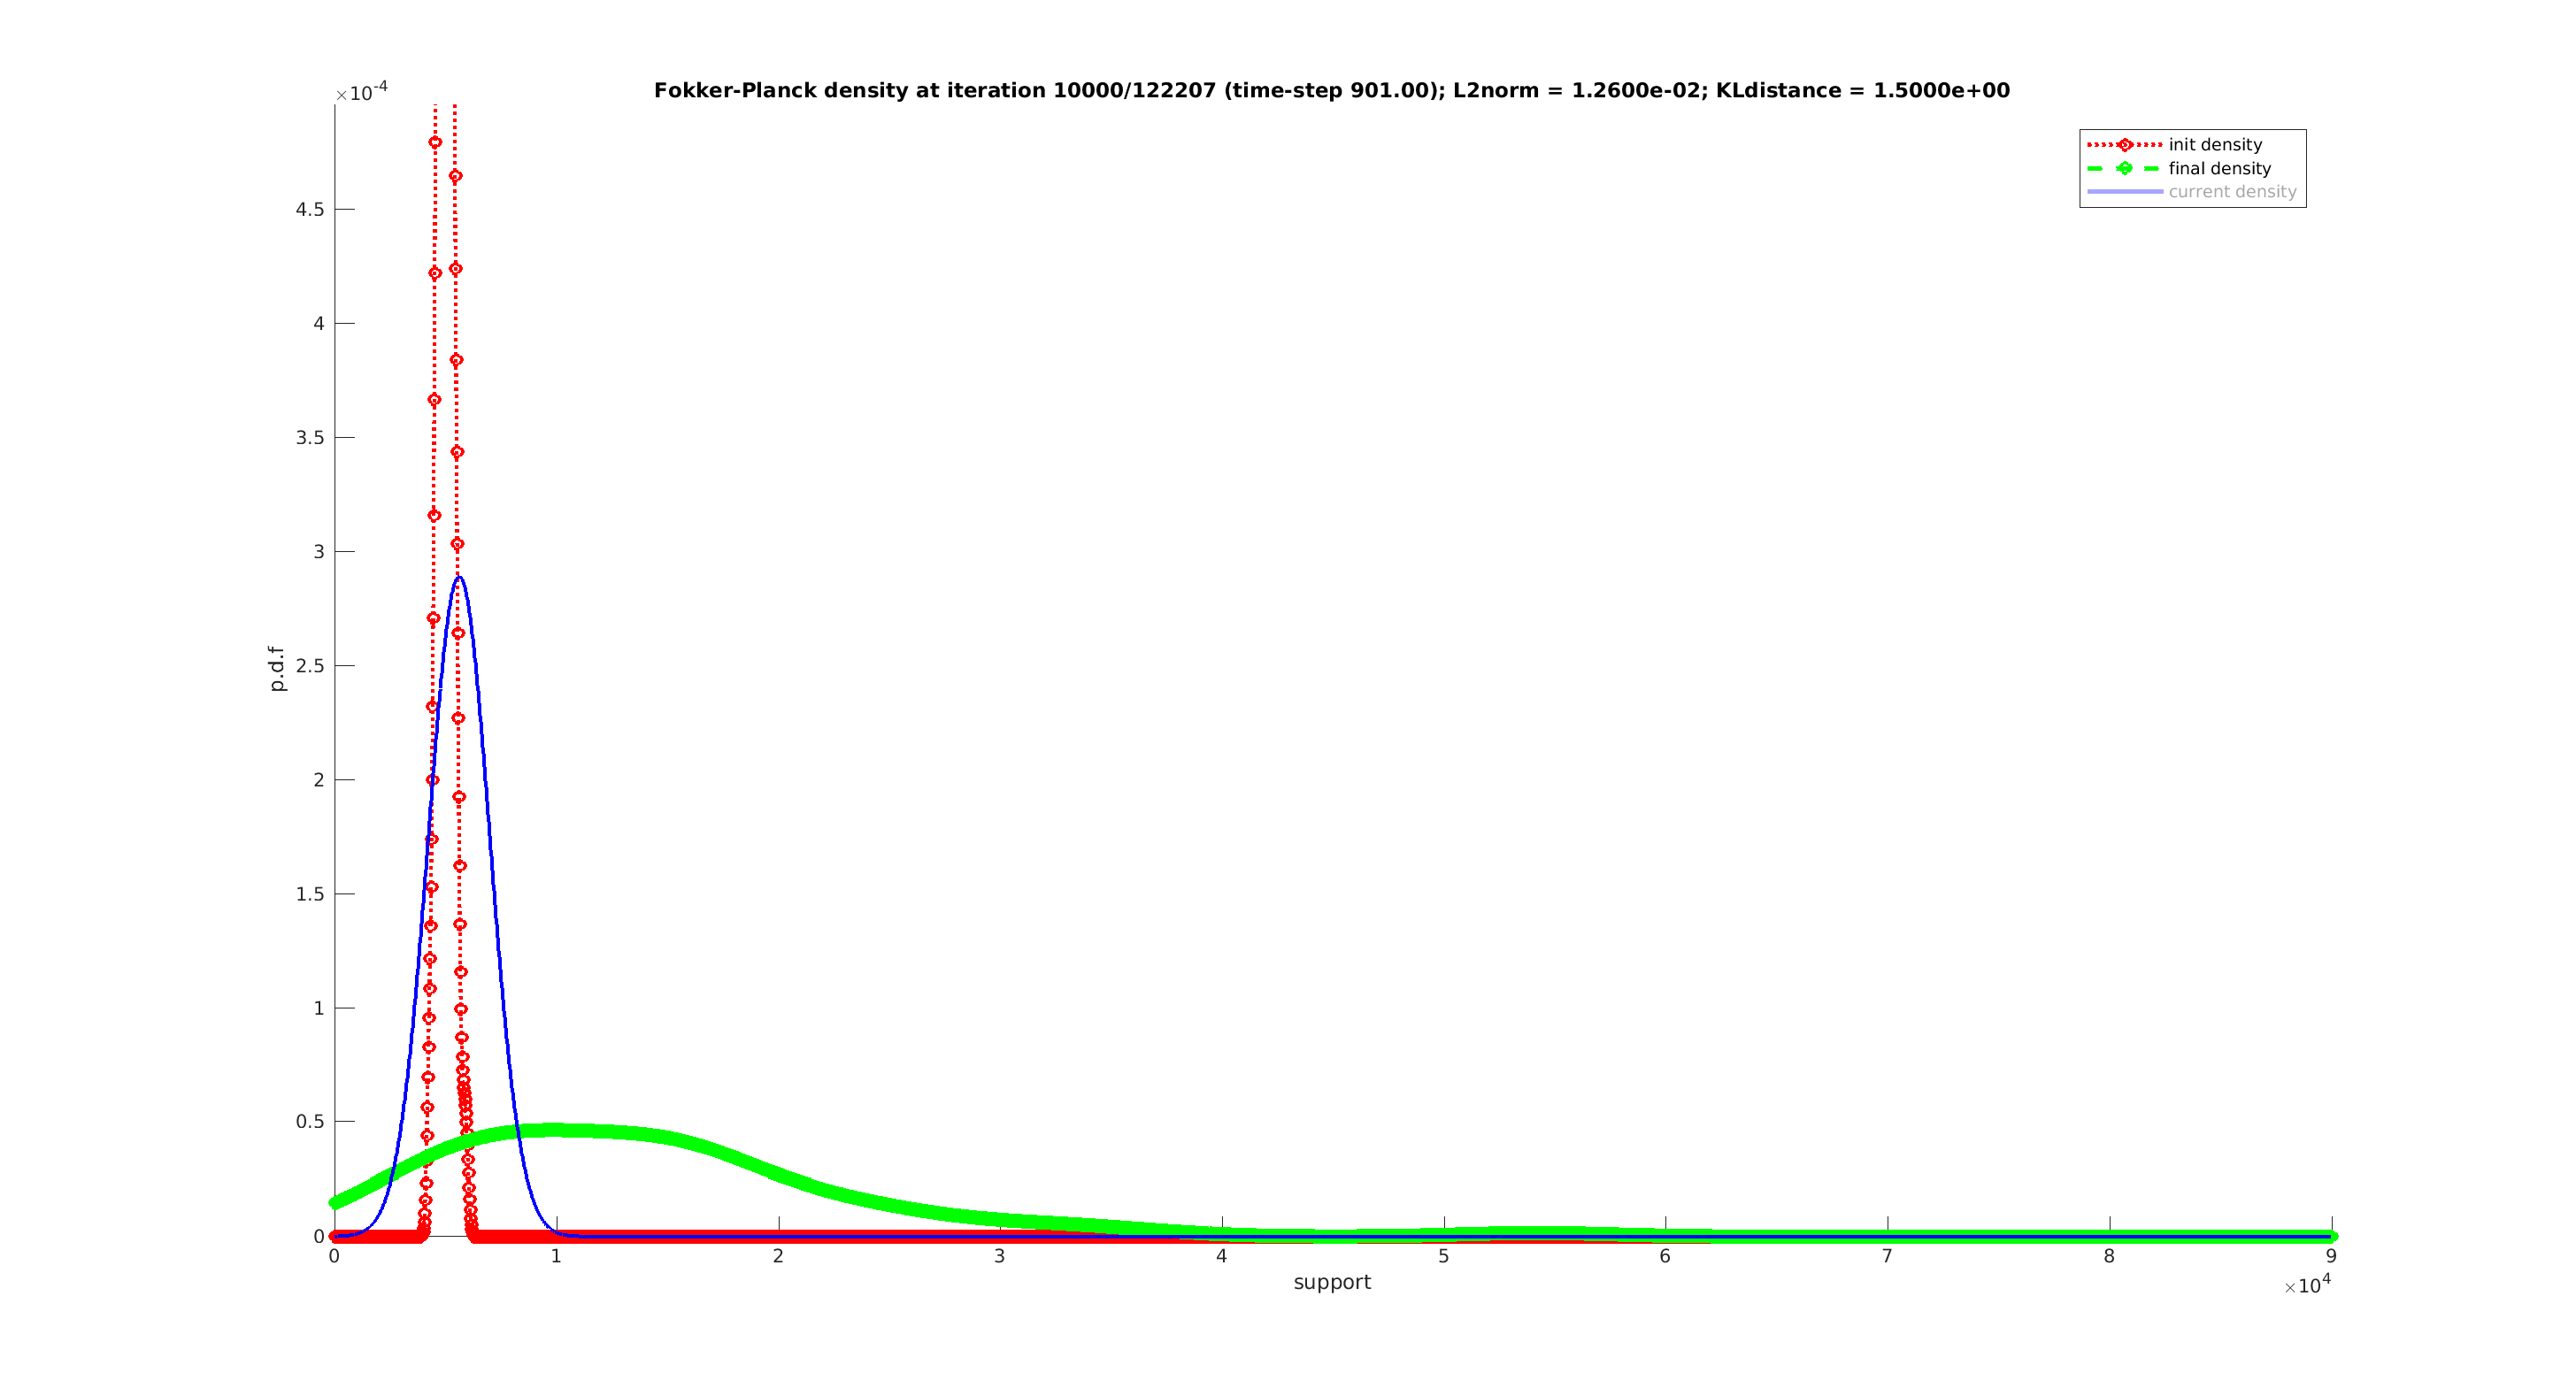 Fokker-Planck density at iteration 10000/122207 (time-step 901.00); L2norm = 1.2600e-02; KLdistance = 1.5000e+00
×10-4
init density
final density
current density
4.5
4
3.5
3
2.5
2
1.5
1
0.5
0
p.d.f
0 1 2 3 4 5 6 7 8 9
support
×104